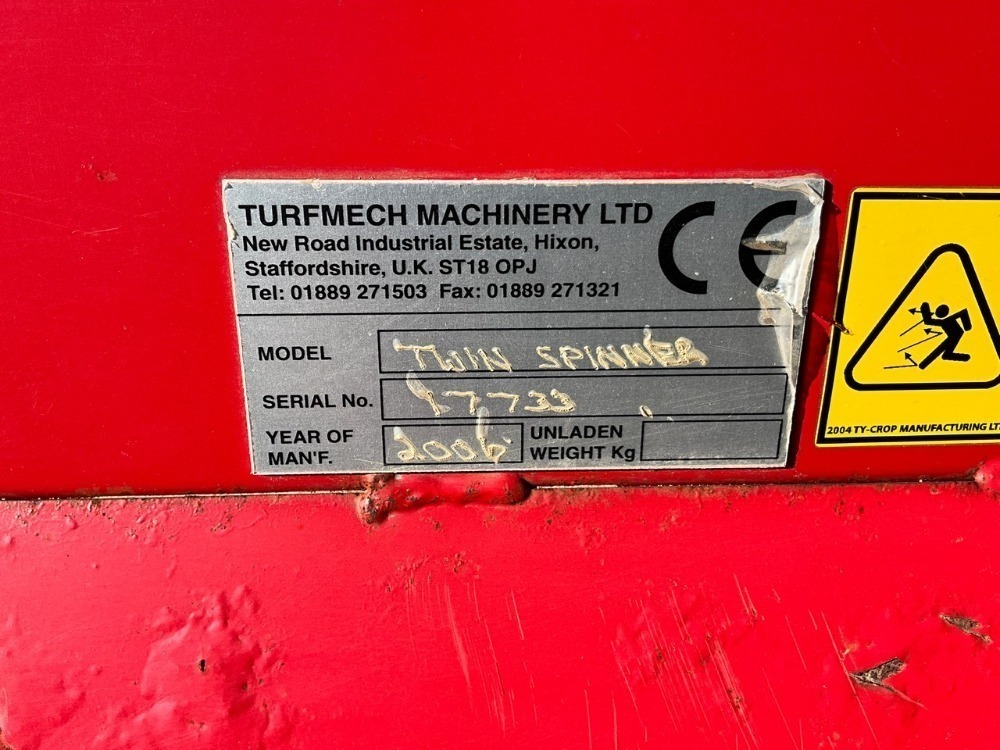 TURFMECH MACHINERY LTD
New Road Industrial Estate, Hixon,
Staffordshire, U.K. ST18 OPJ
Tel: 01889 271503 Fax: 01889 271321
CE
MODEL TWIN SPINNER
SERIAL No.
YEAR OF MAN'F. 2006
UNLADEN WEIGHT Kg
2004 TY-CROP MANUFACTURING LT